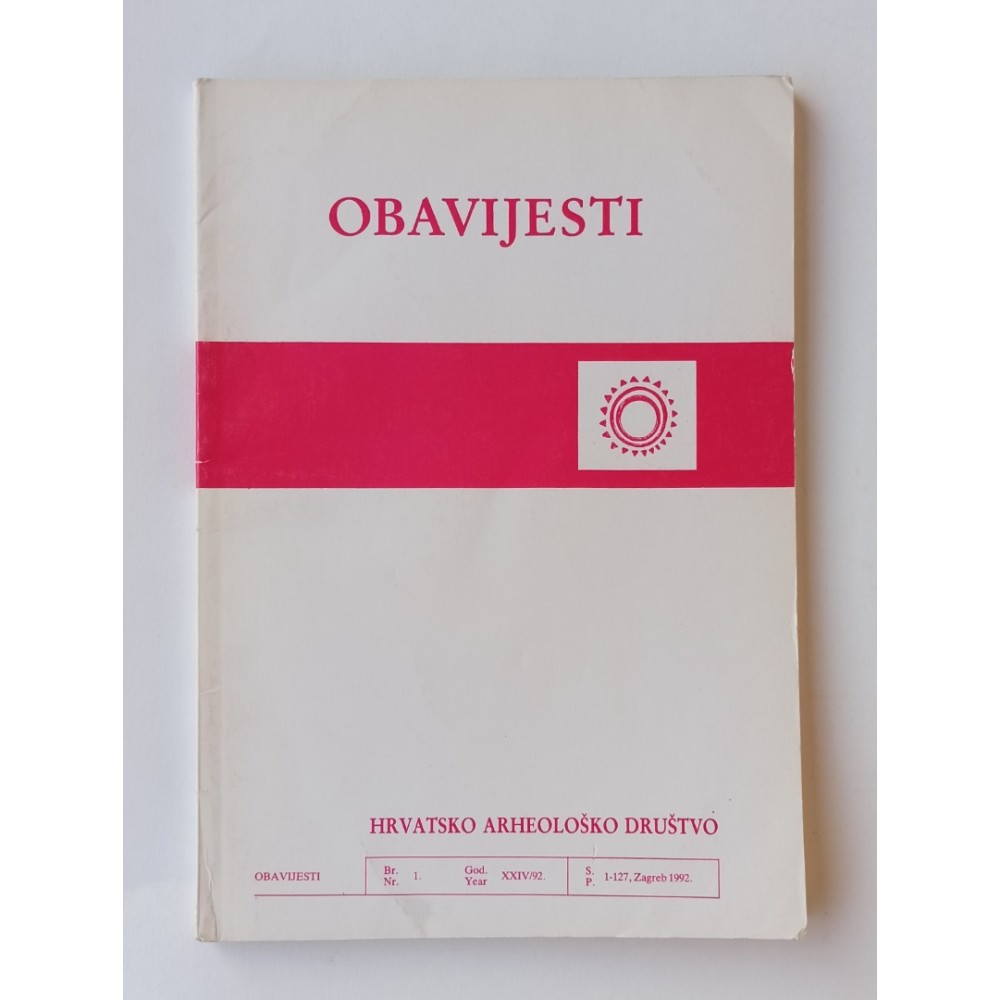 OBAVIJESTI
HRVATSKO ARHEOLOŠKO DRUŠTVO
OBAVIJESTI
Br. 1. God. XXIV/92. S. 1-127, Zagreb 1992.
Nr. Year P.